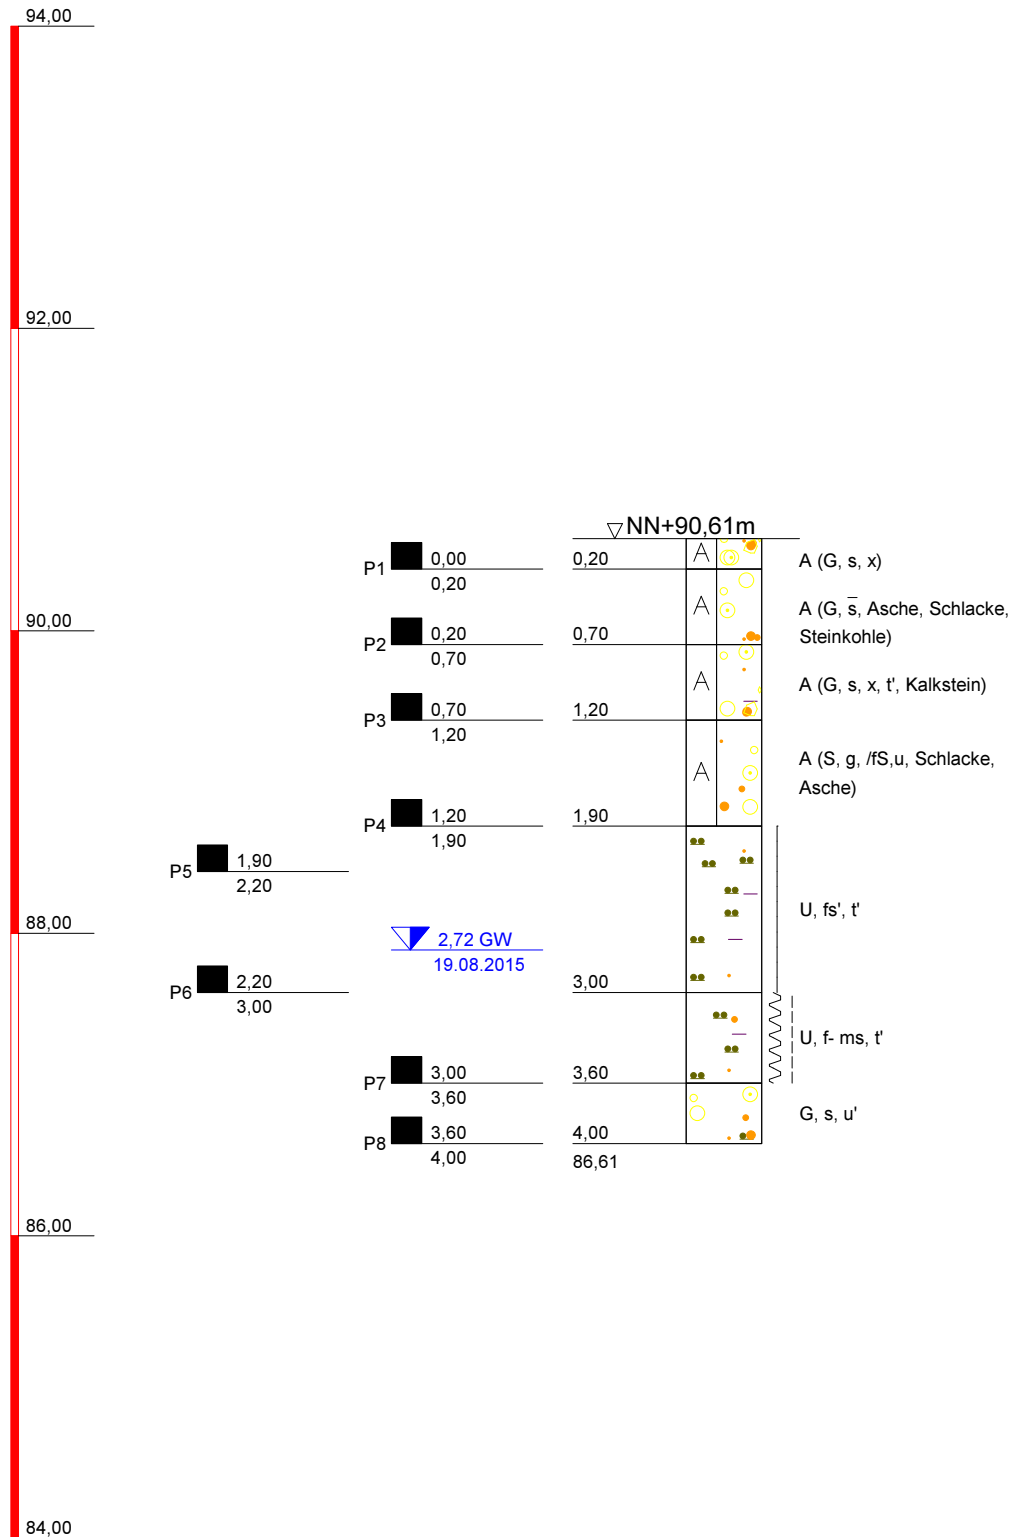 94,00
92,00
NN+90,61m
P1 0,00 0,20 A A (G, s, x)
0,20
A A (G, s̅, Asche, Schlacke,
Steinkohle)
90,00
P2 0,20 0,70
0,70
A A (G, s, x, t', Kalkstein)
P3 0,70 1,20
1,20
A A (S, g, /fS,u, Schlacke,
Asche)
P4 1,20 1,90
1,90
P5 1,90
2,20
U, fs', t'
88,00
2,72 GW
19.08.2015
P6 2,20 3,00
3,00
U, f- ms, t'
P7 3,00 3,60
3,60
G, s, u'
P8 3,60 4,00
4,00 86,61
86,00
84,00